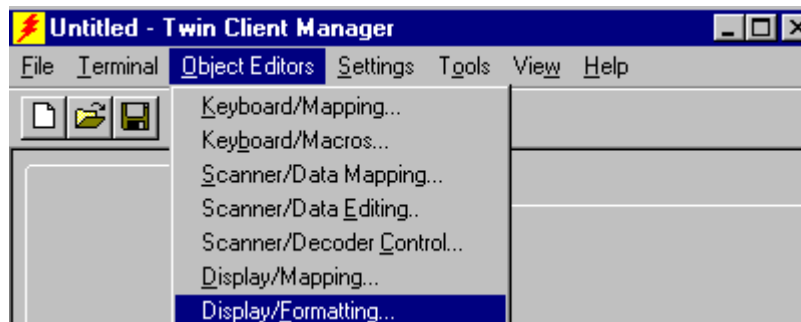 Untitled - Twin Client Manager
File Terminal Object Editors Settings Tools View Help
Keyboard/Mapping...
Keyboard/Macros...
Scanner/Data Mapping...
Scanner/Data Editing..
Scanner/Decoder Control...
Display/Mapping...
Display/Formatting...